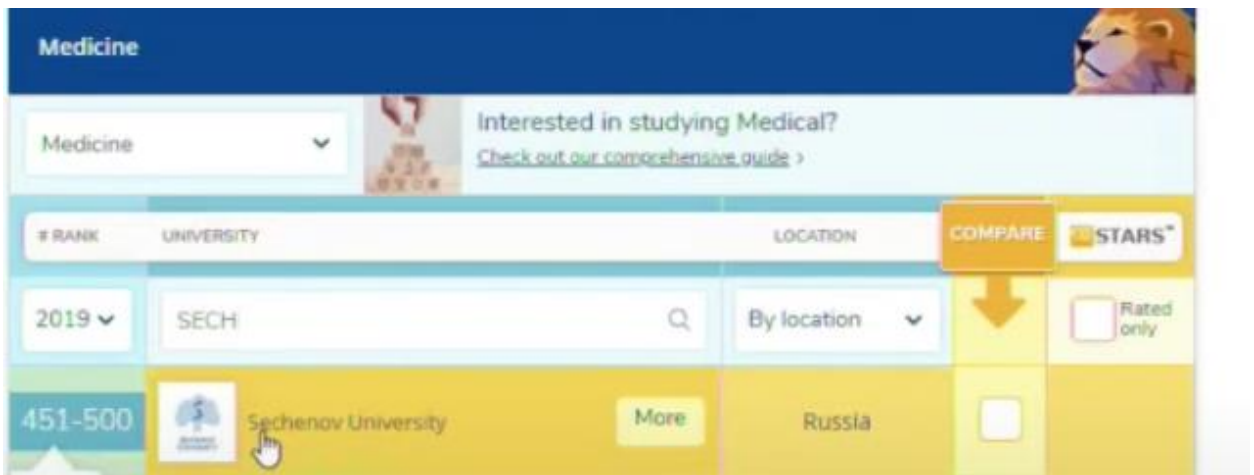 Medicine
Medicine
Interested in studying Medical?
Check out our comprehensive guide >
# RANK UNIVERSITY LOCATION COMPARE STARS™
2019 SECH By location Rated
only
451-500 Sechenov University More Russia